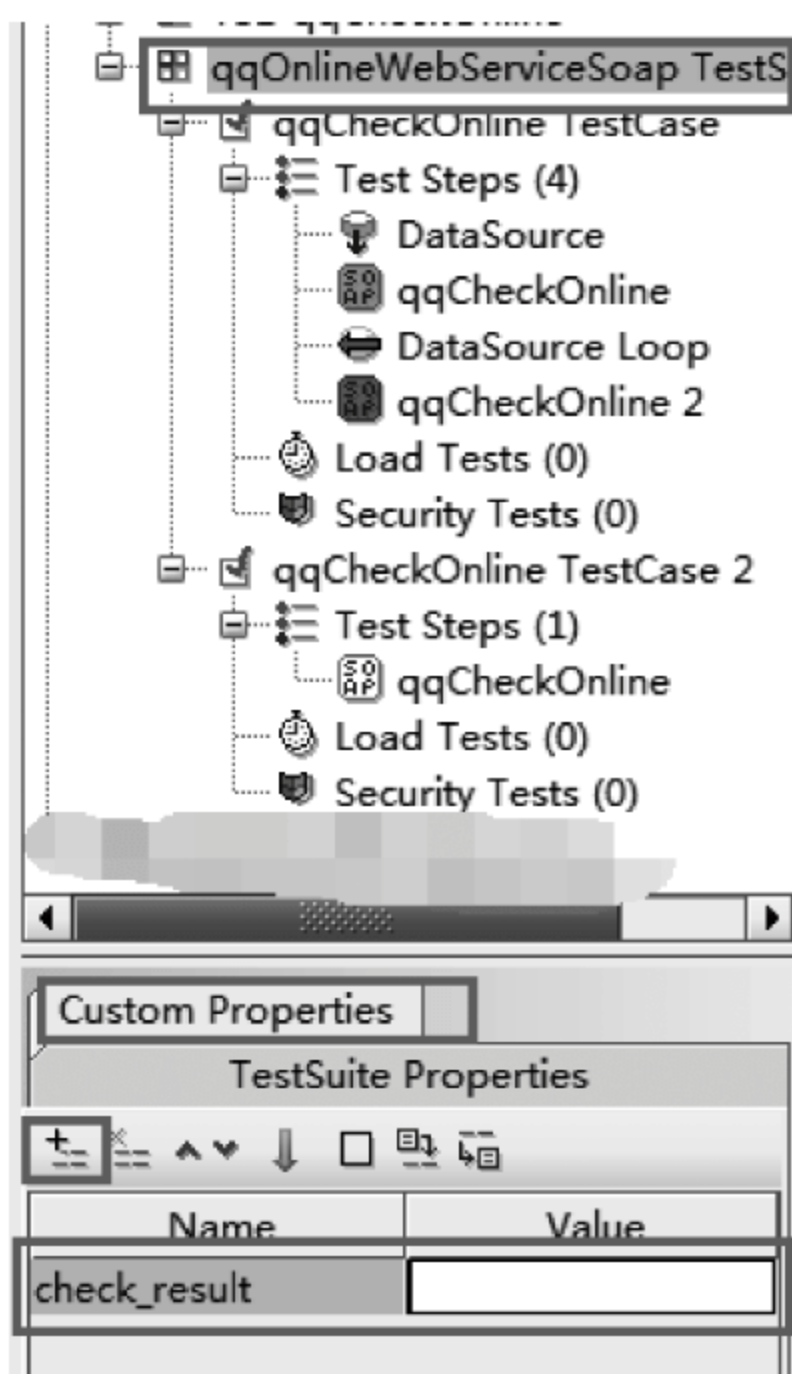 qqOnlineWebServiceSoap TestS
qqCheckOnline TestCase
Test Steps (4)
DataSource
qqCheckOnline
DataSource Loop
qqCheckOnline 2
Load Tests (0)
Security Tests (0)
qqCheckOnline TestCase 2
Test Steps (1)
qqCheckOnline
Load Tests (0)
Security Tests (0)
Custom Properties
TestSuite Properties
Name Value
check_result